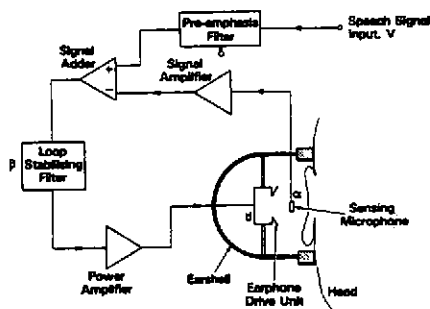 Pre-emphasis
Filter
Speech Signal
Input, V
Signal
Adder
Signal
Amplifier
+
−
β
Loop
Stabilising
Filter
α
Sensing
Microphone
Power
Amplifier
Earshell
Earphone
Drive Unit
Head